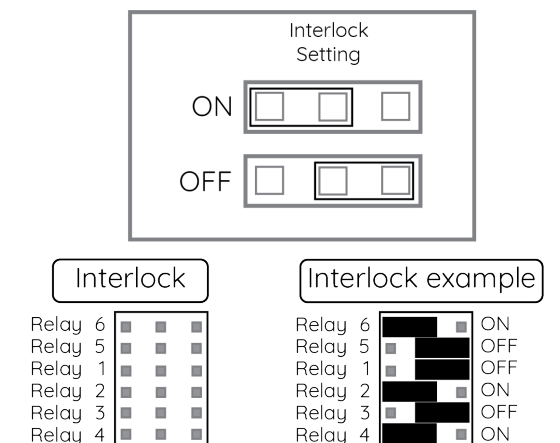 Interlock
Setting
ON
OFF
Interlock
Relay 6
Relay 5
Relay 1
Relay 2
Relay 3
Relay 4
Interlock example
Relay 6 ON
Relay 5 OFF
Relay 1 OFF
Relay 2 ON
Relay 3 OFF
Relay 4 ON